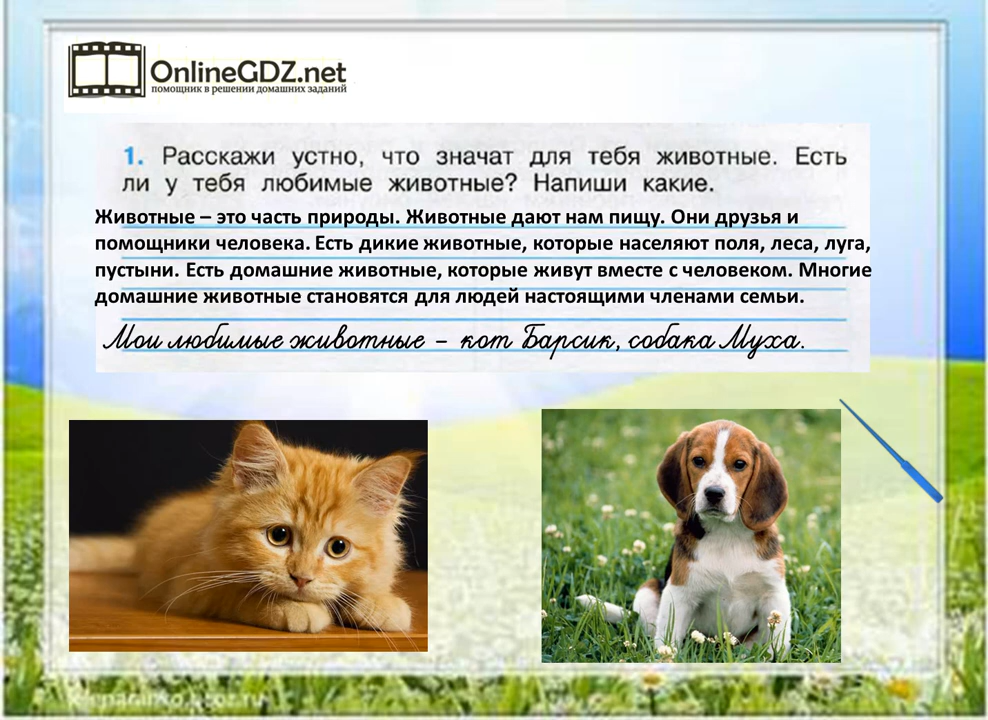 OnlineGDZ.net
помощник в решении домашних заданий
1. Расскажи устно, что значат для тебя животные. Есть
ли у тебя любимые животные? Напиши какие.
Животные – это часть природы. Животные дают нам пищу. Они друзья и
помощники человека. Есть дикие животные, которые населяют поля, леса, луга,
пустыни. Есть домашние животные, которые живут вместе с человеком. Многие
домашние животные становятся для людей настоящими членами семьи.
Мои любимые животные – кот Барсик, собака Муха.